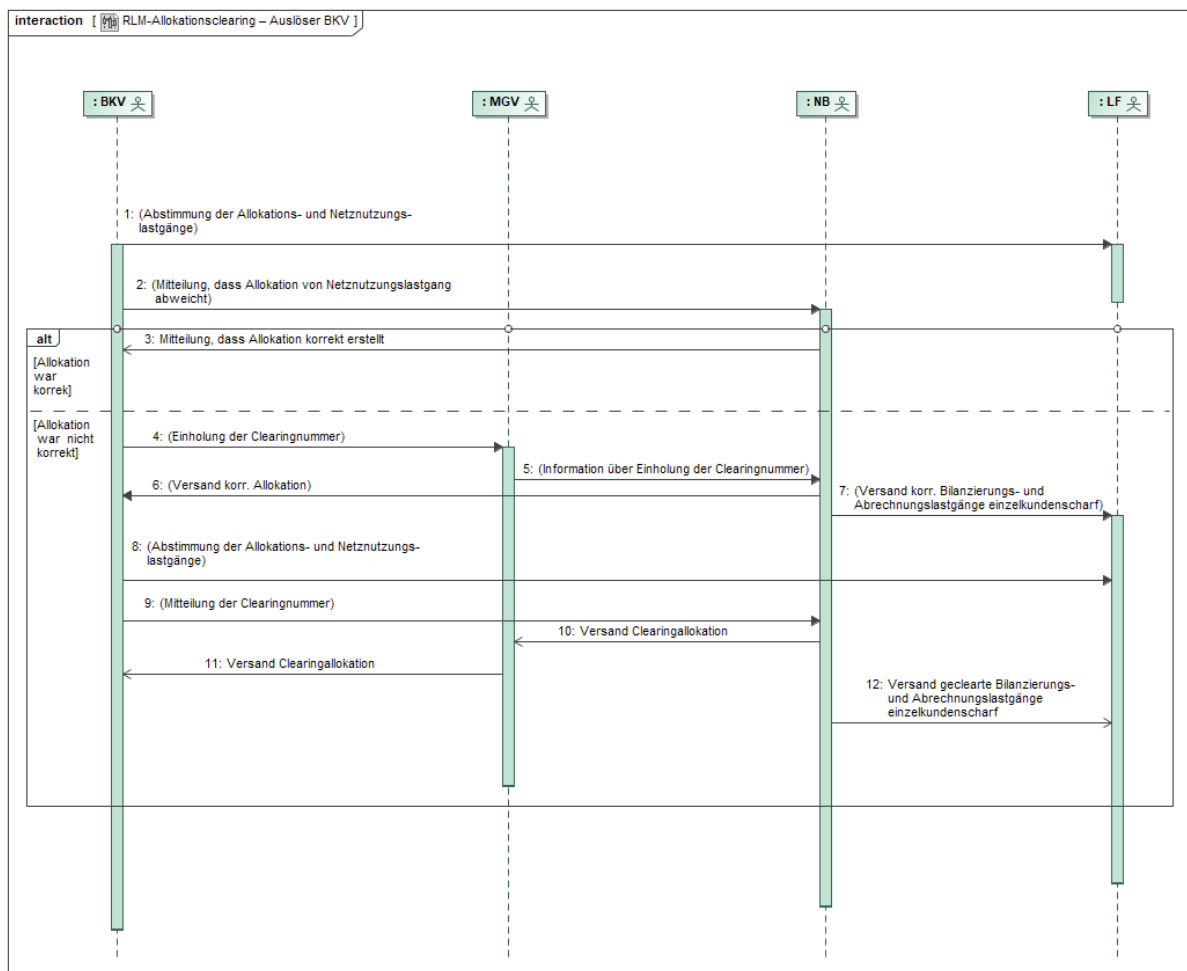 interaction [ RLM-Allokationsclearing – Auslöser BKV ]
: BKV
: MGV
: NB
: LF
1: (Abstimmung der Allokations- und Netznutzungs-
lastgänge)
2: (Mitteilung, dass Allokation von Netznutzungslastgang
abweicht)
alt
3: Mitteilung, dass Allokation korrekt erstellt
[Allokation
war
korrek]
[Allokation
war nicht
korrekt]
4: (Einholung der Clearingnummer)
5: (Information über Einholung der Clearingnummer)
6: (Versand korr. Allokation)
7: (Versand korr. Bilanzierungs- und
Abrechnungslastgänge einzelkundenscharf)
8: (Abstimmung der Allokations- und Netznutzungs-
lastgänge)
9: (Mitteilung der Clearingnummer)
10: Versand Clearingallokation
11: Versand Clearingallokation
12: Versand geclearte Bilanzierungs-
und Abrechnungslastgänge
einzelkundenscharf